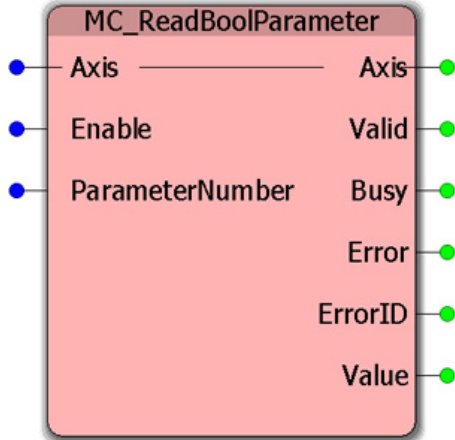 MC_ReadBoolParameter
Axis Axis
Enable Valid
ParameterNumber Busy
Error
ErrorID
Value